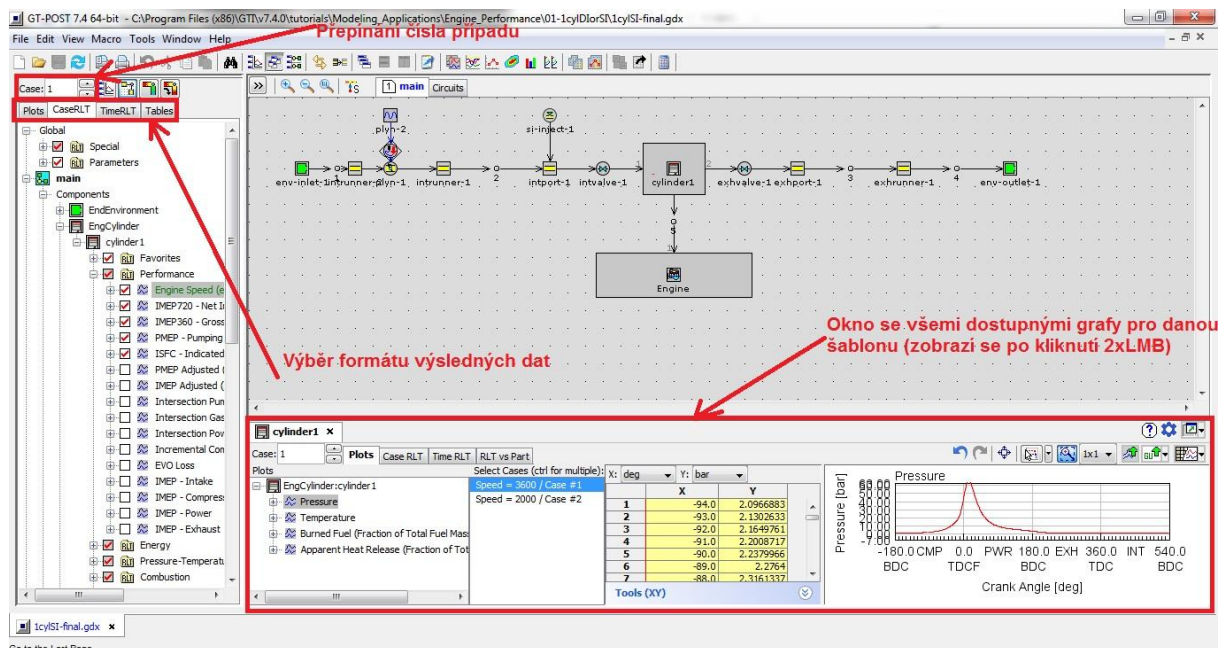 GT-POST 7.4 64-bit - C:\Program Files (x86)\GTI\v7.4.0\tutorials\Modeling_Applications\Engine_Performance\01-1cylDIorSI\1cylSI-final.gdx
File Edit View Macro Tools Window Help
Přepínání čísla případu
Case: 1
Plots CaseRLT TimeRLT Tables
1 main Circuits
Global
Special
Parameters
main
Components
EndEnvironment
EngCylinder
cylinder1
Favorites
Performance
Engine Speed (e
IMEP720 - Net In
IMEP360 - Gross
PMEP - Pumping
ISFC - Indicated
PMEP Adjusted (
IMEP Adjusted (
Intersection Pun
Intersection Gas
Intersection Pow
Incremental Con
EVO Loss
IMEP - Intake
IMEP - Compres
IMEP - Power
IMEP - Exhaust
Energy
Pressure-Temperatu
Combustion
plyn-2 si-inject-1
1 2 1 2 3 4
env-inlet-1 intrunner-plyn-1 intrunner-1 intport-1 intvalve-1 cylinder1 exhvalve-1 exhport-1 exhrunner-1 env-outlet-1
5
Engine
Výběr formátu výsledných dat
Okno se všemi dostupnými grafy pro danou
šablonu (zobrazí se po kliknutí 2xLMB)
cylinder1
Case: 1 Plots Case RLT Time RLT RLT vs Part
1x1
Plots
EngCylinder:cylinder1
Pressure
Temperature
Burned Fuel (Fraction of Total Fuel Mas
Apparent Heat Release (Fraction of Tot
Select Cases (ctrl for multiple):
Speed = 3600 / Case #1
Speed = 2000 / Case #2
X: deg Y: bar
X Y
1 -94.0 2.0966883
2 -93.0 2.1302633
3 -92.0 2.1649761
4 -91.0 2.2008717
5 -90.0 2.2379966
6 -89.0 2.2764
7 -88.0 2.3161337
Tools (XY)
Pressure
Pressure [bar]
-180.0 CMP 0.0 PWR 180.0 EXH 360.0 INT 540.0
BDC TDCF BDC TDC BDC
Crank Angle [deg]
1cylSI-final.gdx
Go to the Last Page